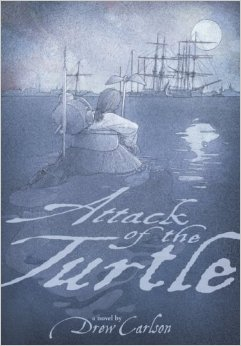 Attack
of the
Turtle
a novel by
Drew Carlson